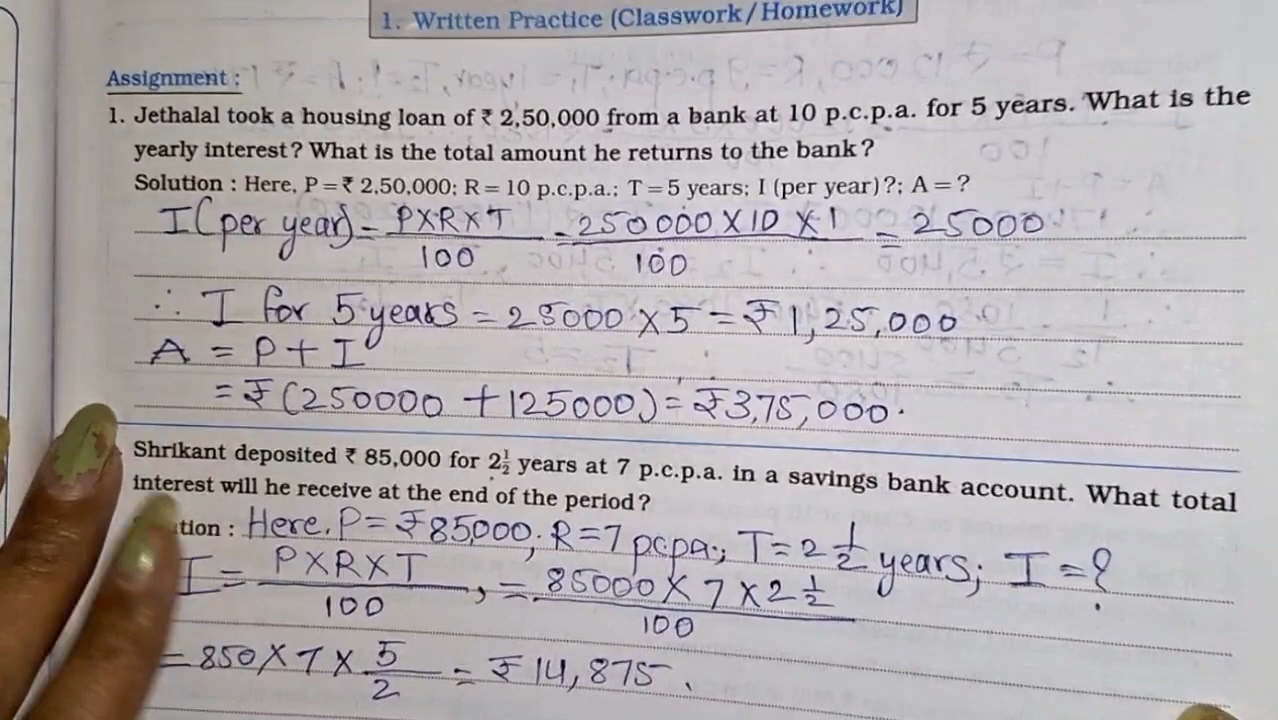 1. Written Practice (Classwork/Homework)
Assignment :
1. Jethalal took a housing loan of ₹ 2,50,000 from a bank at 10 p.c.p.a. for 5 years. What is the
yearly interest? What is the total amount he returns to the bank?
Solution : Here, P = ₹ 2,50,000; R = 10 p.c.p.a.; T = 5 years; I (per year) ?; A = ?
I (per year) = P×R×T/100 = 250000×10×1/100 = 25000
∴ I for 5 years = 25000×5 = ₹1,25,000
A = P+I
= ₹(250000+125000) = ₹3,75,000.
Shrikant deposited ₹ 85,000 for 2½ years at 7 p.c.p.a. in a savings bank account. What total
interest will he receive at the end of the period?
ution : Here, P=₹85000; R=7 pcpa; T=2½ years; I=?
I = P×R×T/100, = 85000×7×2½/100
= 850×7×5/2 = ₹14,875.